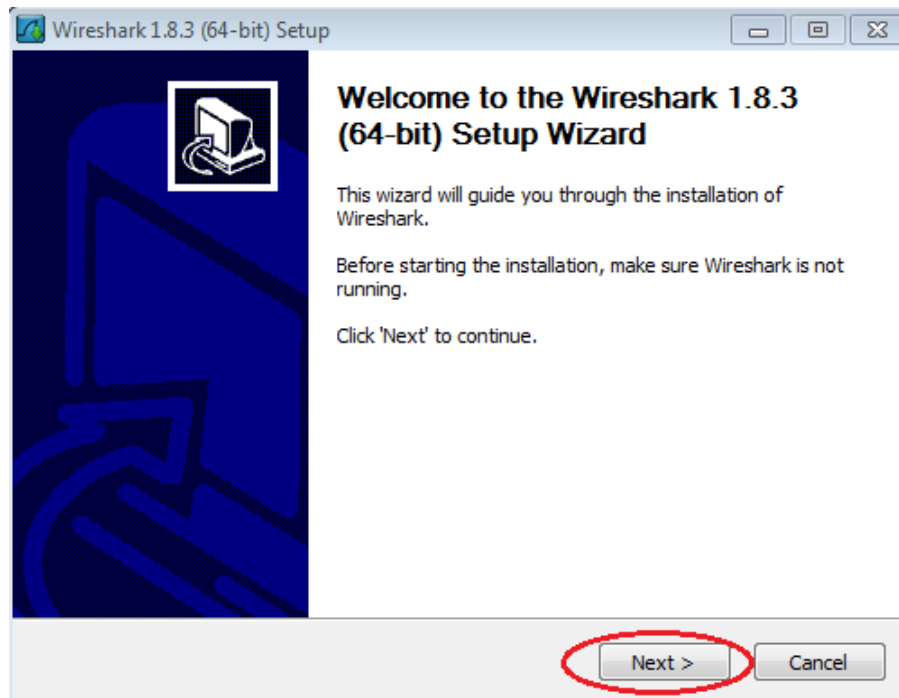 Wireshark 1.8.3 (64-bit) Setup
Welcome to the Wireshark 1.8.3
(64-bit) Setup Wizard
This wizard will guide you through the installation of
Wireshark.
Before starting the installation, make sure Wireshark is not
running.
Click 'Next' to continue.
Next >
Cancel